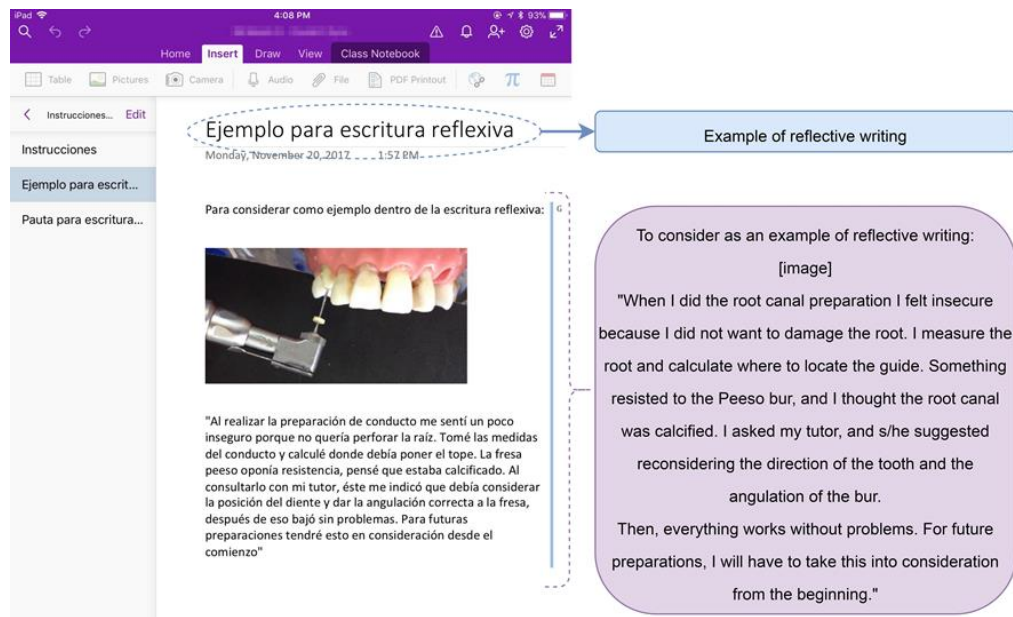 iPad
4:08 PM
93%
Home Insert Draw View Class Notebook
Table Pictures Camera Audio File PDF Printout π
Instrucciones... Edit
Instrucciones
Ejemplo para escrit...
Pauta para escritura...
Ejemplo para escritura reflexiva
Monday, November 20, 2017 1:57 PM
Para considerar como ejemplo dentro de la escritura reflexiva:
G
"Al realizar la preparación de conducto me sentí un poco
inseguro porque no quería perforar la raíz. Tomé las medidas
del conducto y calculé donde debía poner el tope. La fresa
peeso oponía resistencia, pensé que estaba calcificado. Al
consultarlo con mi tutor, éste me indicó que debía considerar
la posición del diente y dar la angulación correcta a la fresa,
después de eso bajó sin problemas. Para futuras
preparaciones tendré esto en consideración desde el
comienzo"
Example of reflective writing
To consider as an example of reflective writing:
[image]
"When I did the root canal preparation I felt insecure
because I did not want to damage the root. I measure the
root and calculate where to locate the guide. Something
resisted to the Peeso bur, and I thought the root canal
was calcified. I asked my tutor, and s/he suggested
reconsidering the direction of the tooth and the
angulation of the bur.
Then, everything works without problems. For future
preparations, I will have to take this into consideration
from the beginning."